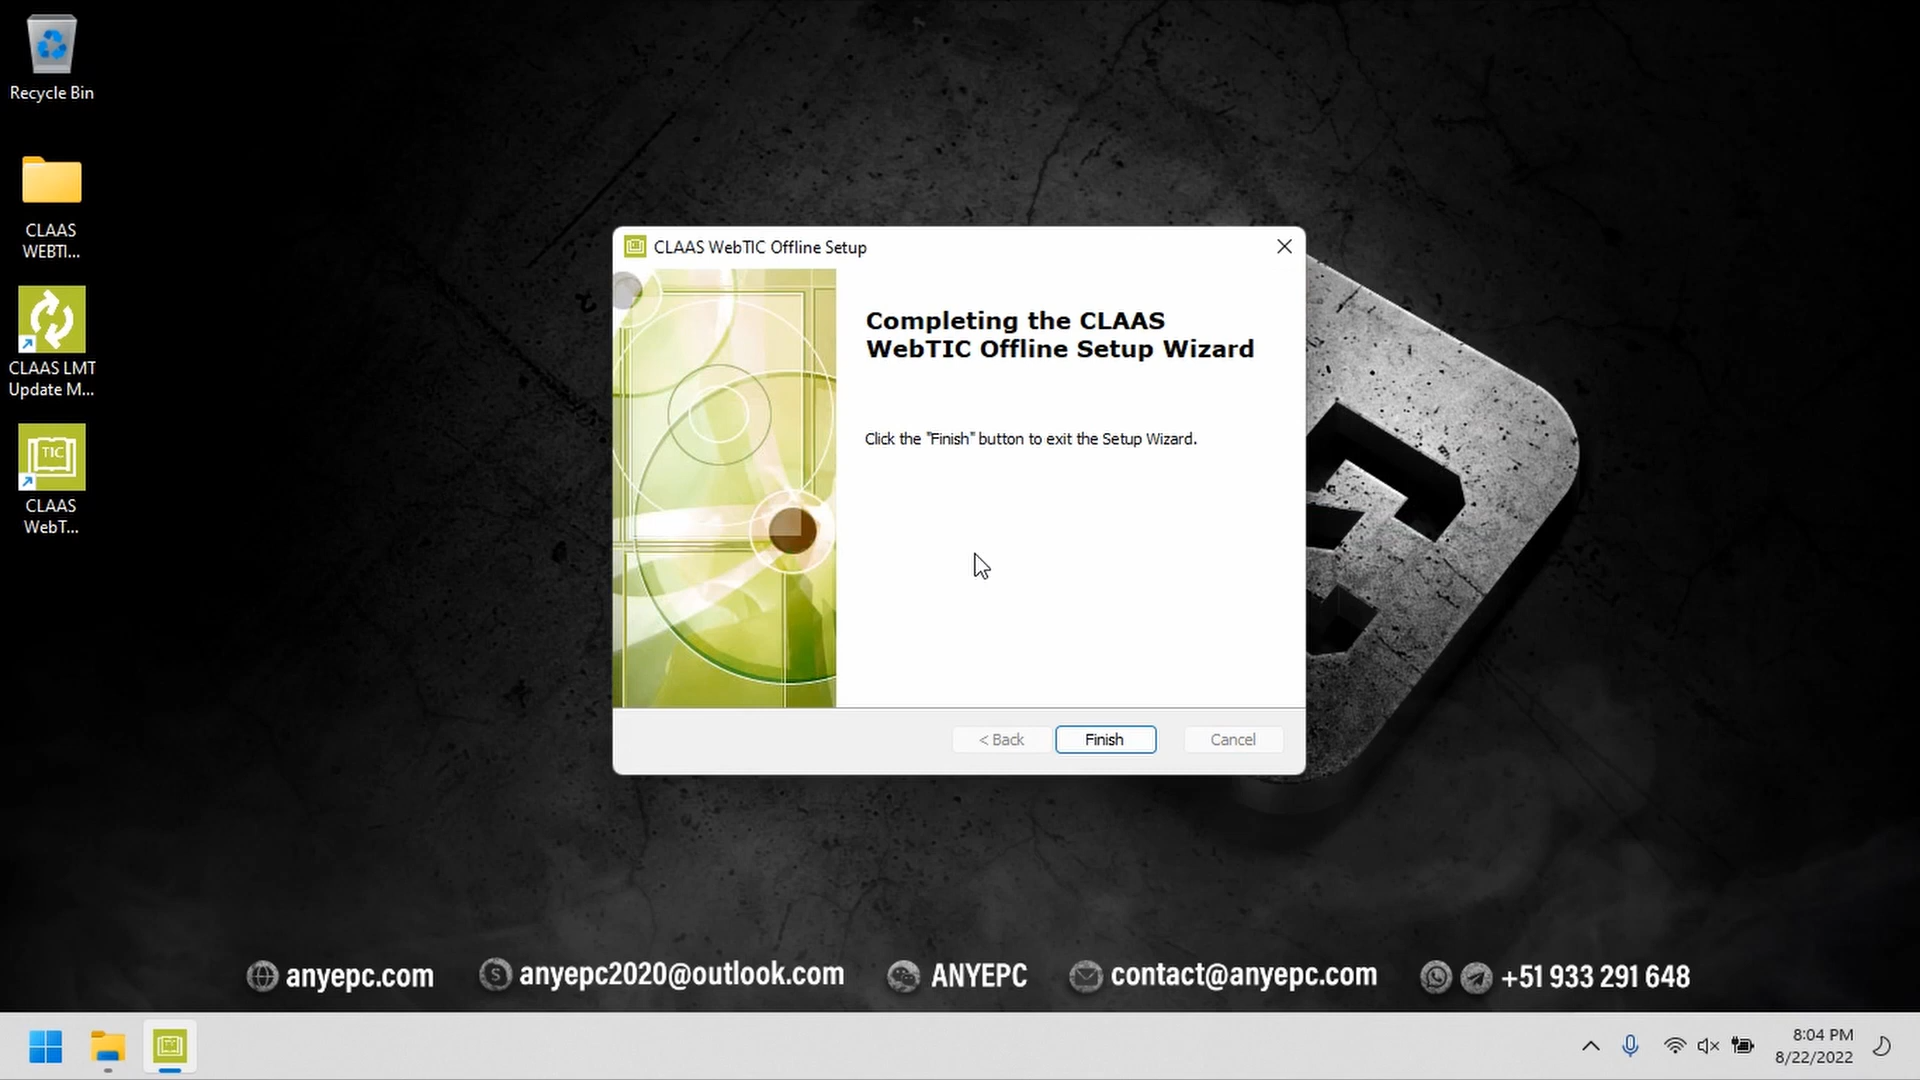 Recycle Bin
CLAAS
WEBTI...
CLAAS LMT
Update M...
TIC
CLAAS
WebT...
CLAAS WebTIC Offline Setup
Completing the CLAAS
WebTIC Offline Setup Wizard
Click the "Finish" button to exit the Setup Wizard.
< Back
Finish
Cancel
anyepc.com
anyepc2020@outlook.com
ANYEPC
contact@anyepc.com
+51 933 291 648
8:04 PM
8/22/2022